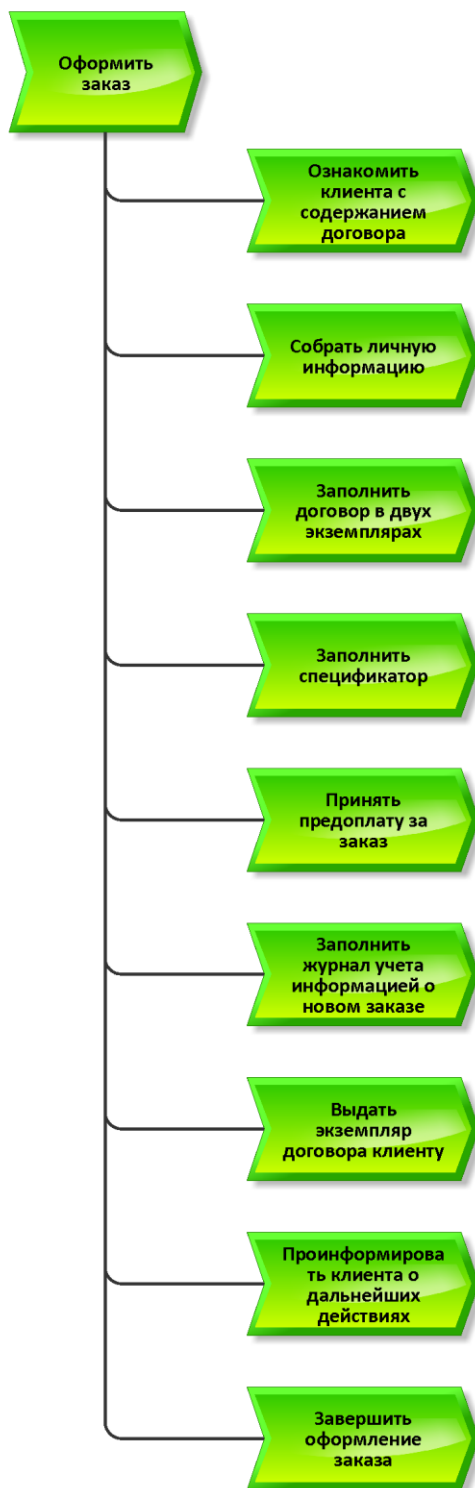 Оформить
заказ
Ознакомить
клиента с
содержанием
договора
Собрать личную
информацию
Заполнить
договор в двух
экземплярах
Заполнить
спецификатор
Принять
предоплату за
заказ
Заполнить
журнал учета
информацией о
новом заказе
Выдать
экземпляр
договора клиенту
Проинформирова
ть клиента о
дальнейших
действиях
Завершить
оформление
заказа